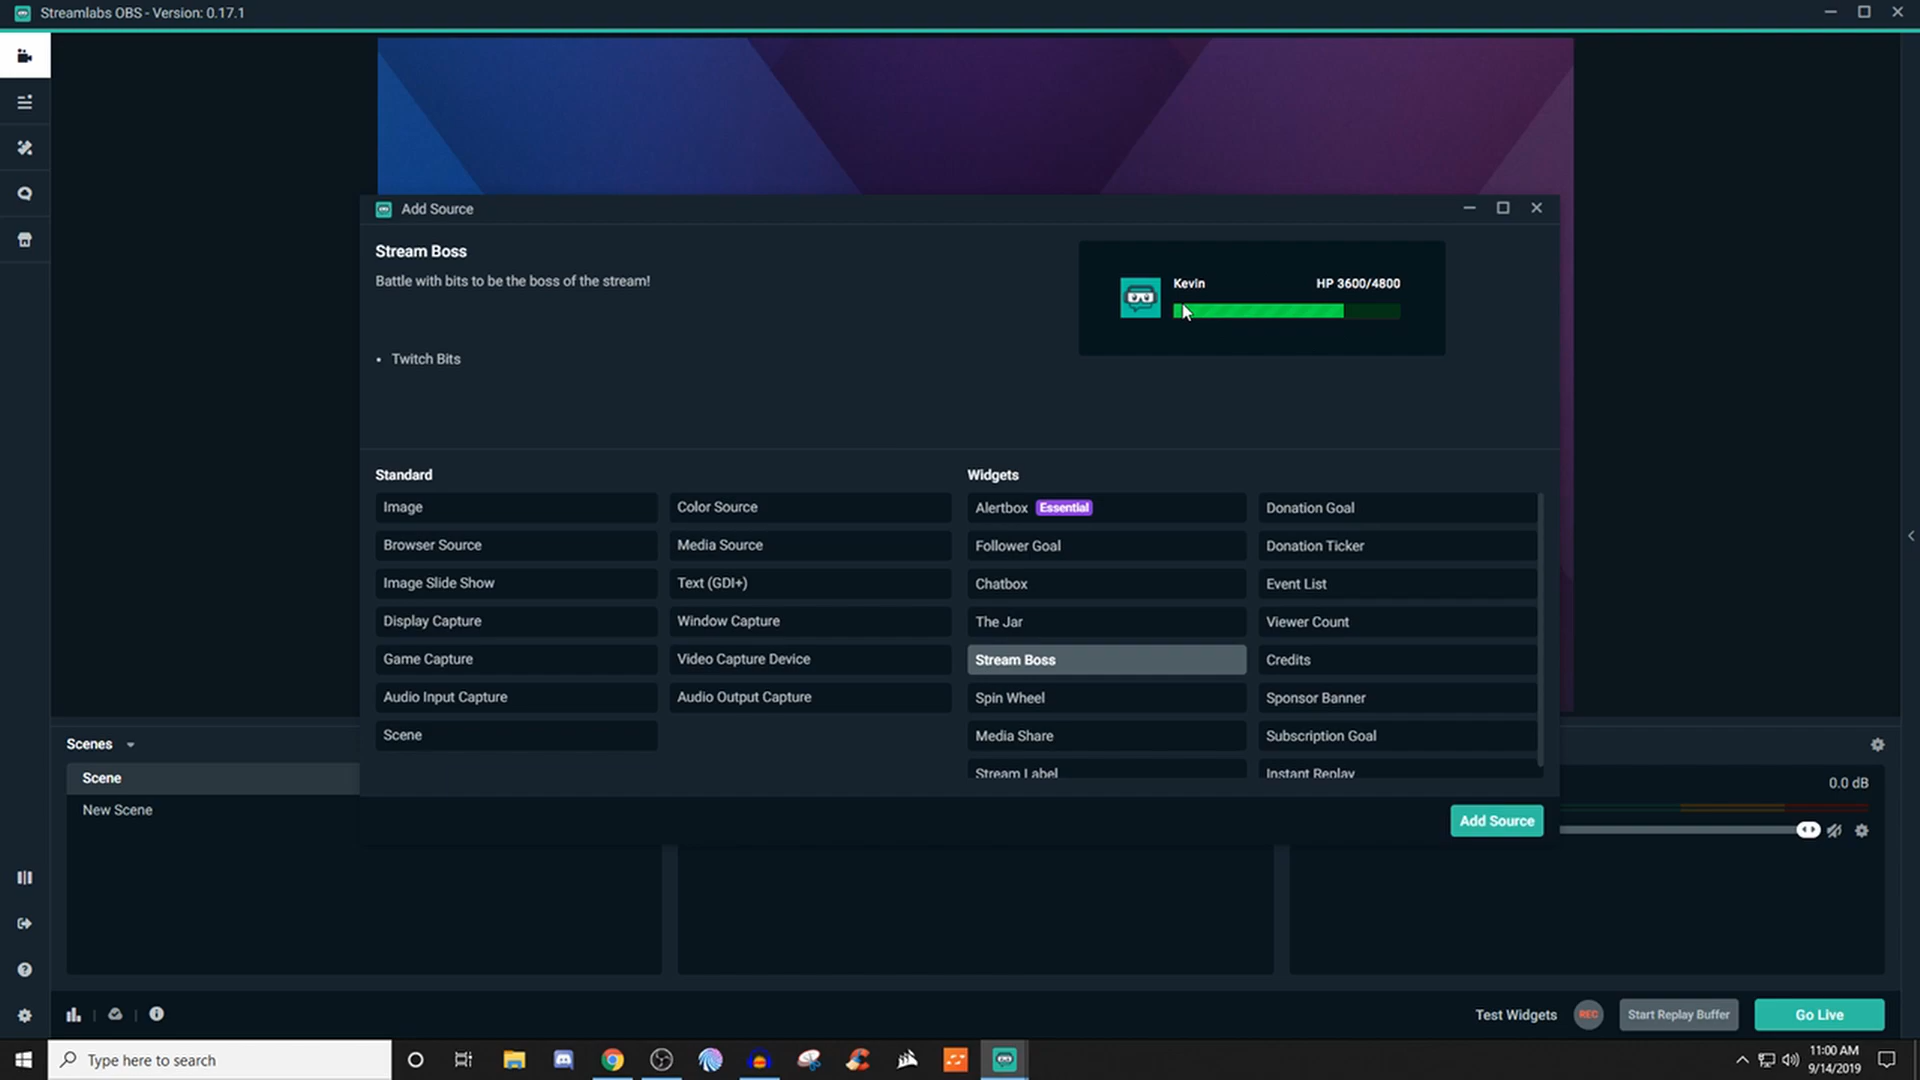 Streamlabs OBS - Version: 0.17.1
Add Source
Stream Boss
Battle with bits to be the boss of the stream!
Kevin
HP 3600/4800
• Twitch Bits
Standard
Image
Color Source
Browser Source
Media Source
Image Slide Show
Text (GDI+)
Display Capture
Window Capture
Game Capture
Video Capture Device
Audio Input Capture
Audio Output Capture
Scene
Widgets
Alertbox Essential
Donation Goal
Follower Goal
Donation Ticker
Chatbox
Event List
The Jar
Viewer Count
Stream Boss
Credits
Spin Wheel
Sponsor Banner
Media Share
Subscription Goal
Stream Label
Instant Replay
Add Source
Scenes
Scene
New Scene
0.0 dB
Test Widgets
REC
Start Replay Buffer
Go Live
Type here to search
11:00 AM
9/14/2019